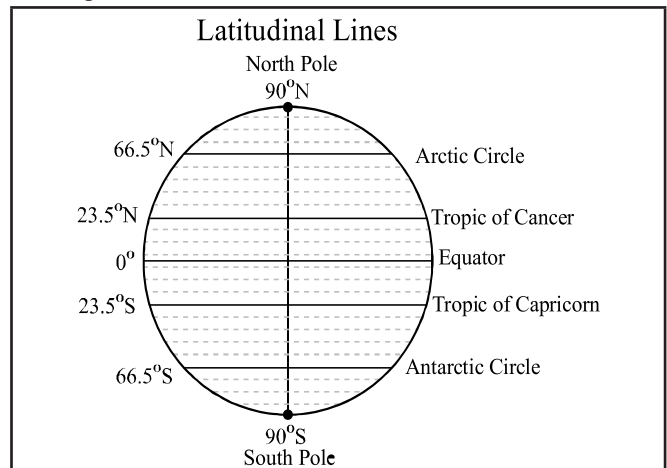 Latitudinal Lines
North Pole
90°N
66.5°N
Arctic Circle
23.5°N
Tropic of Cancer
0°
Equator
23.5°S
Tropic of Capricorn
66.5°S
Antarctic Circle
90°S
South Pole